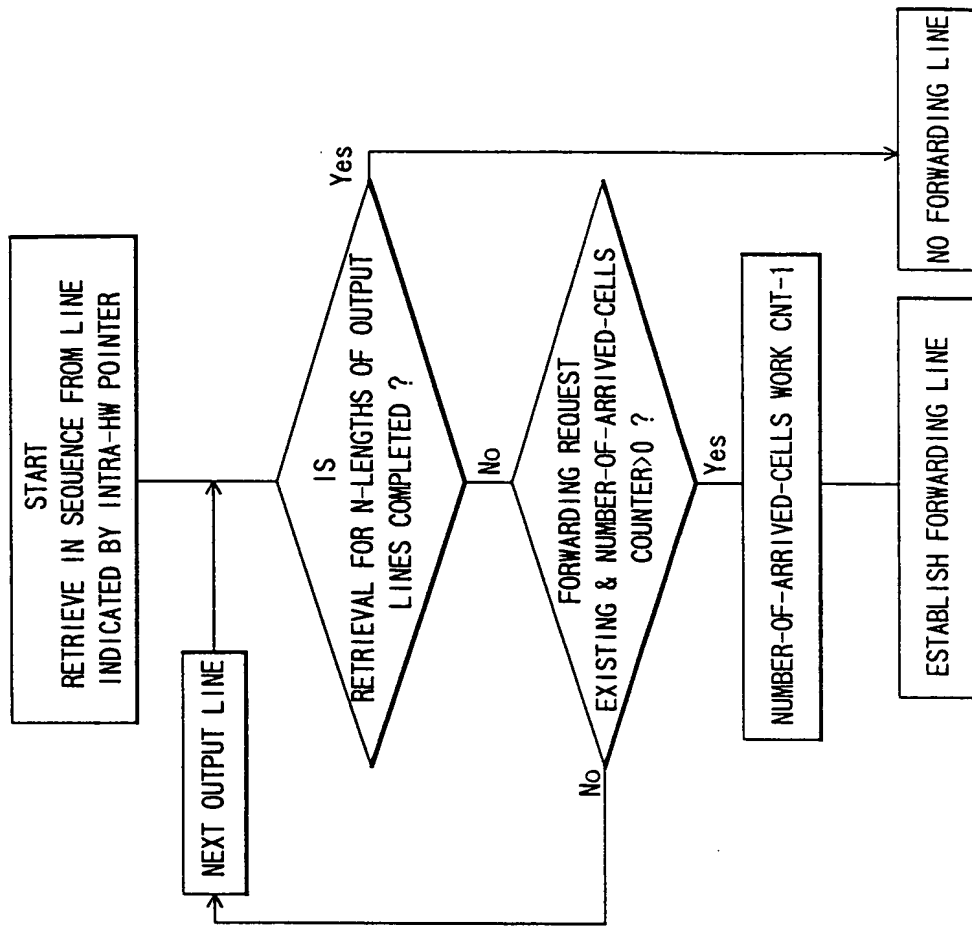 START
RETRIEVE IN SEQUENCE FROM LINE
INDICATED BY INTRA-HW POINTER
NEXT OUTPUT LINE
IS
RETRIEVAL FOR N-LENGTHS OF OUTPUT
LINES COMPLETED ?
Yes
No
FORWARDING REQUEST
EXISTING & NUMBER-OF-ARRIVED-CELLS
COUNTER>0 ?
No
Yes
NUMBER-OF-ARRIVED-CELLS WORK CNT-1
ESTABLISH FORWARDING LINE
NO FORWARDING LINE